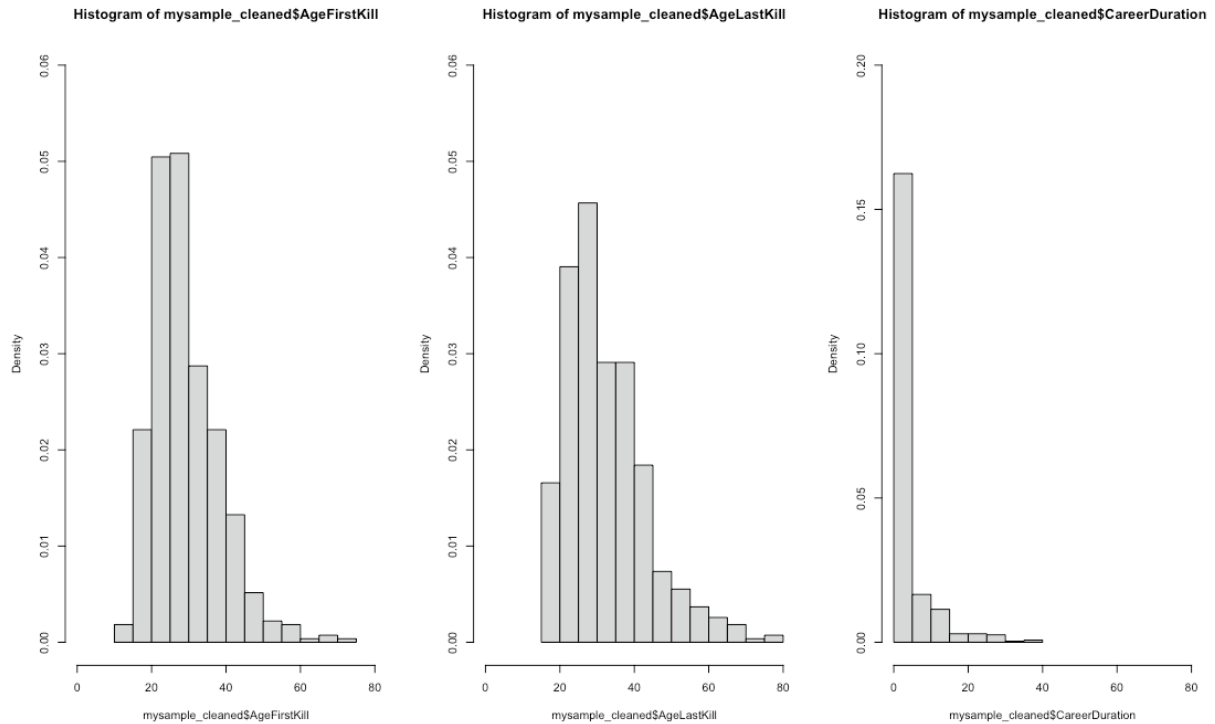 Histogram of mysample_cleaned$AgeFirstKill
0.06
0.05
0.04
0.03
0.02
0.01
0.00
Density
0 20 40 60 80
mysample_cleaned$AgeFirstKill
Histogram of mysample_cleaned$AgeLastKill
0.06
0.05
0.04
0.03
0.02
0.01
0.00
Density
0 20 40 60 80
mysample_cleaned$AgeLastKill
Histogram of mysample_cleaned$CareerDuration
0.20
0.15
0.10
0.05
0.00
Density
0 20 40 60 80
mysample_cleaned$CareerDuration